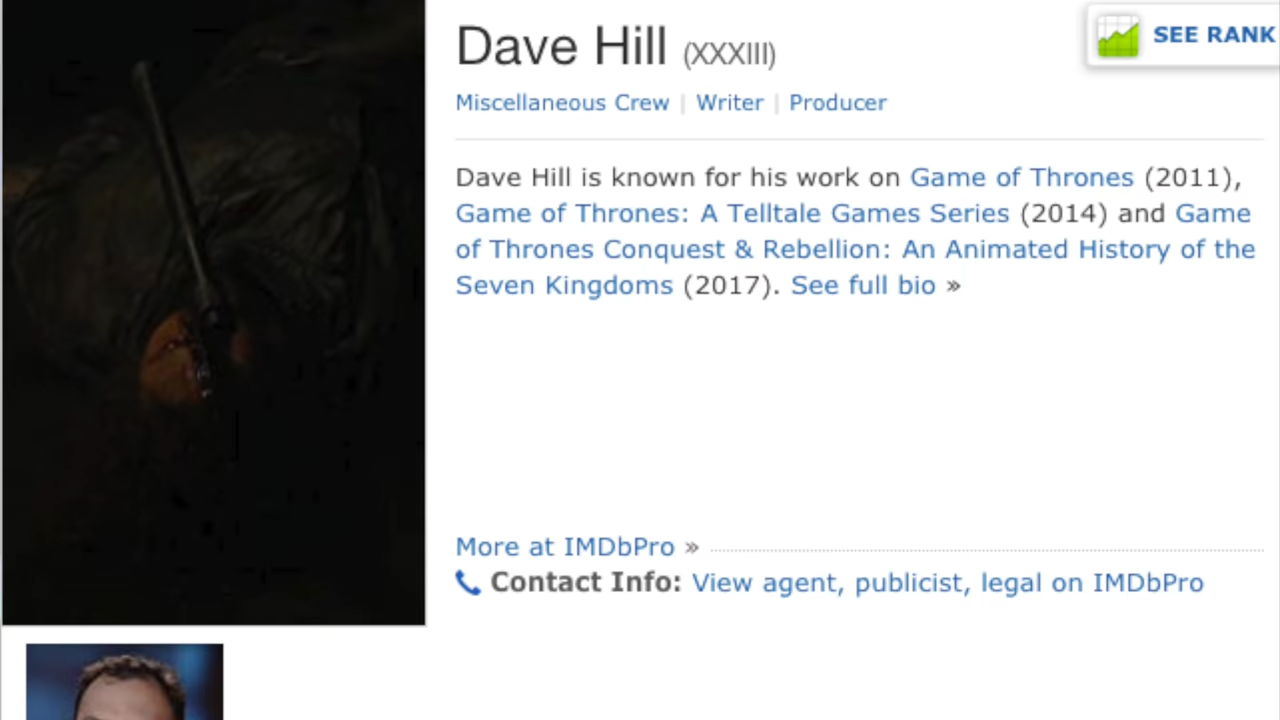 Dave Hill (XXXIII)
SEE RANK
Miscellaneous Crew | Writer | Producer
Dave Hill is known for his work on Game of Thrones (2011),
Game of Thrones: A Telltale Games Series (2014) and Game
of Thrones Conquest & Rebellion: An Animated History of the
Seven Kingdoms (2017). See full bio »
More at IMDbPro »
Contact Info: View agent, publicist, legal on IMDbPro